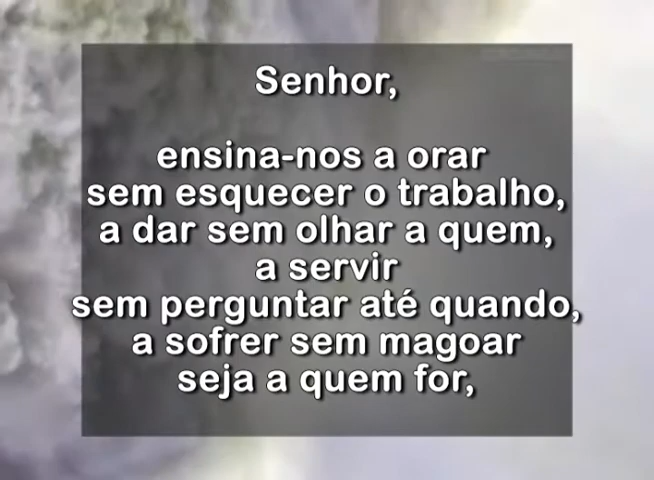 Senhor,
ensina-nos a orar
sem esquecer o trabalho,
a dar sem olhar a quem,
a servir
sem perguntar até quando,
a sofrer sem magoar
seja a quem for,